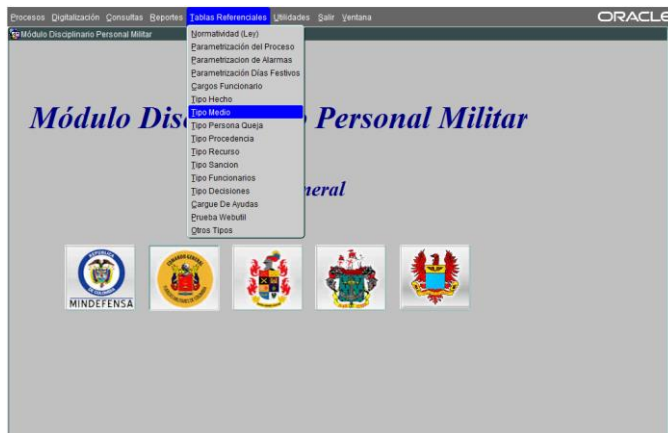 Procesos Digitalización Consultas Reportes Tablas Referenciales Utilidades Salir Ventana
ORACLE
Módulo Disciplinario Personal Militar
Normatividad (Ley)
Parametrización del Proceso
Parametrizacion de Alarmas
Parametrización Días Festivos
Cargos Funcionario
Tipo Hecho
Tipo Medio
Tipo Persona Queja
Tipo Procedencia
Tipo Recurso
Tipo Sancion
Tipo Funcionarios
Tipo Decisiones
Cargue De Ayudas
Prueba Webutil
Otros Tipos
Módulo Dis Personal Militar
neral
MINDEFENSA